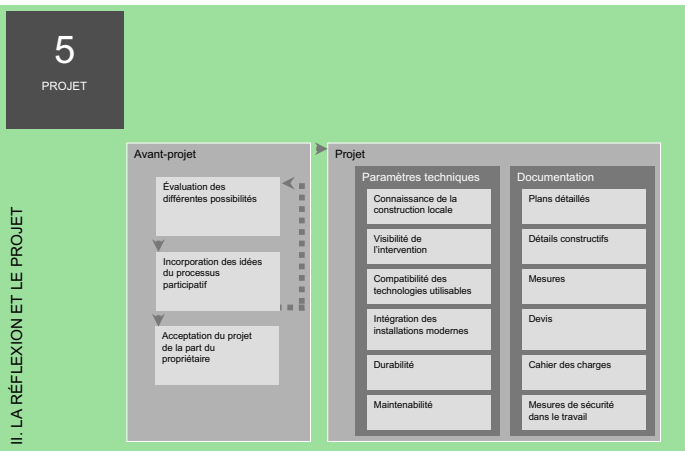 5
PROJET
II. LA RÉFLEXION ET LE PROJET
Avant-projet
Évaluation des
différentes possibilités
Incorporation des idées
du processus
participatif
Acceptation du projet
de la part du
propriétaire
Projet
Paramètres techniques
Connaissance de la
construction locale
Visibilité de
l'intervention
Compatibilité des
technologies utilisables
Intégration des
installations modernes
Durabilité
Maintenabilité
Documentation
Plans détaillés
Détails constructifs
Mesures
Devis
Cahier des charges
Mesures de sécurité
dans le travail